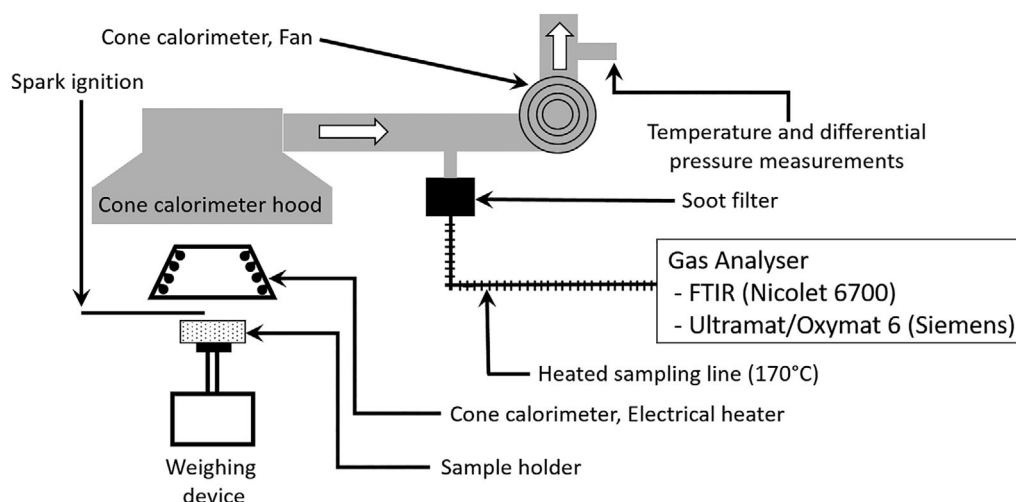 Cone calorimeter, Fan
Spark ignition
Temperature and differential
pressure measurements
Cone calorimeter hood
Soot filter
Gas Analyser
- FTIR (Nicolet 6700)
- Ultramat/Oxymat 6 (Siemens)
Heated sampling line (170°C)
Cone calorimeter, Electrical heater
Weighing
device
Sample holder